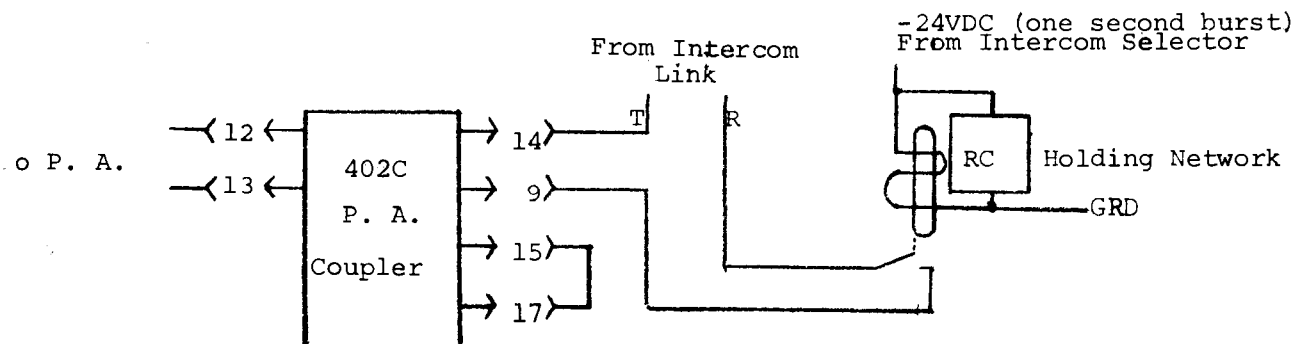 -24VDC (one second burst)
From Intercom Selector
From Intercom
Link
T
R
12
14
o P. A.
402C
RC
Holding Network
13
9
P. A.
GRD
15
Coupler
17